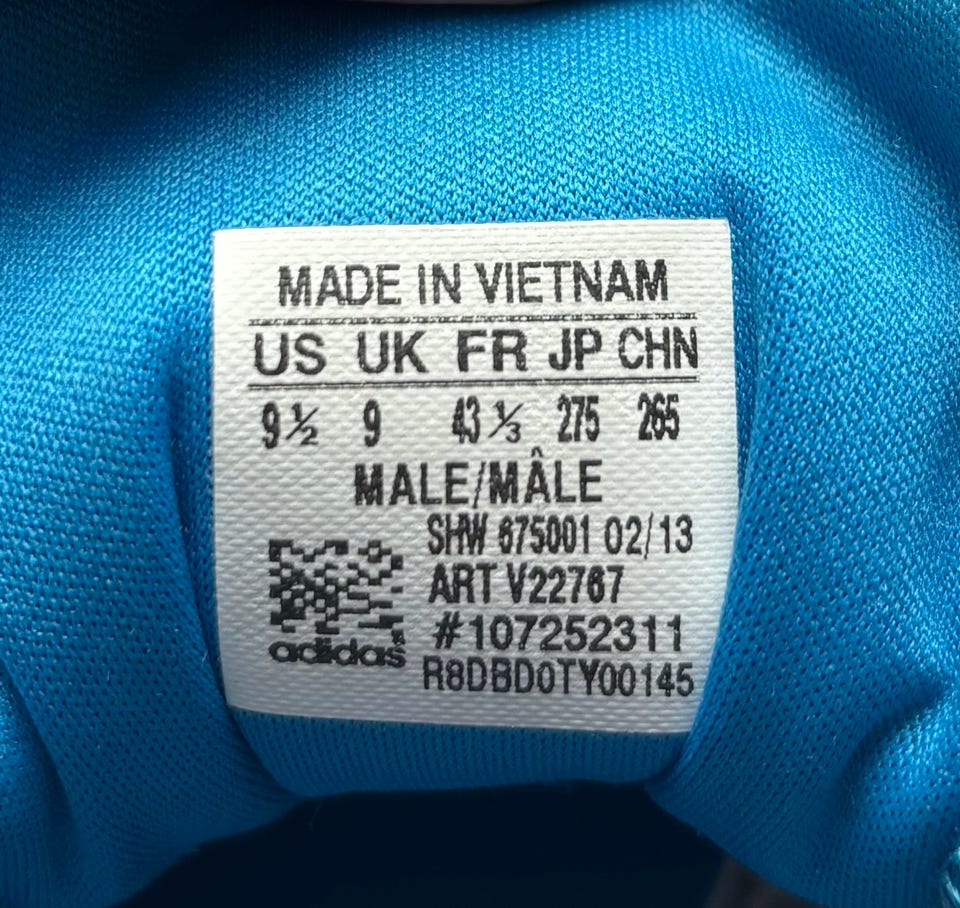 MADE IN VIETNAM
US UK FR JP CHN
9½ 9 43⅓ 275 265
MALE/MÂLE
SHW 675001 02/13
ART V22767
#107252311
adidas
R8DBD0TY00145